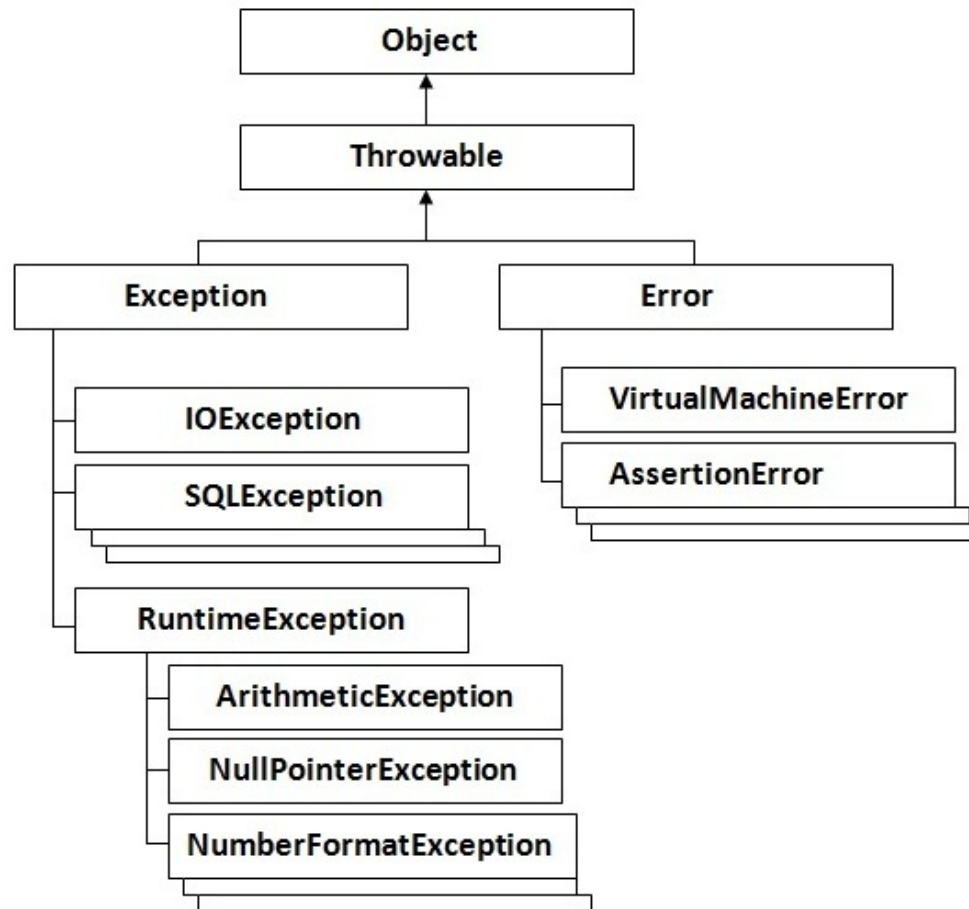 Object
Throwable
Exception
Error
IOException
SQLException
RuntimeException
ArithmeticException
NullPointerException
NumberFormatException
VirtualMachineError
AssertionError